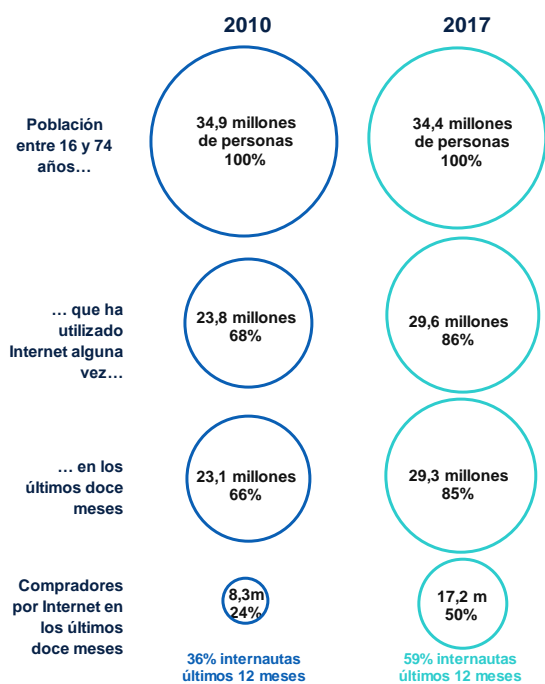 2010
2017
Población
entre 16 y 74
años…
34,9 millones
de personas
100%
34,4 millones
de personas
100%
… que ha
utilizado
Internet alguna
vez…
23,8 millones
68%
29,6 millones
86%
… en los
últimos doce
meses
23,1 millones
66%
29,3 millones
85%
Compradores
por Internet en
los últimos
doce meses
8,3m
24%
17,2 m
50%
36% internautas
últimos 12 meses
59% internautas
últimos 12 meses